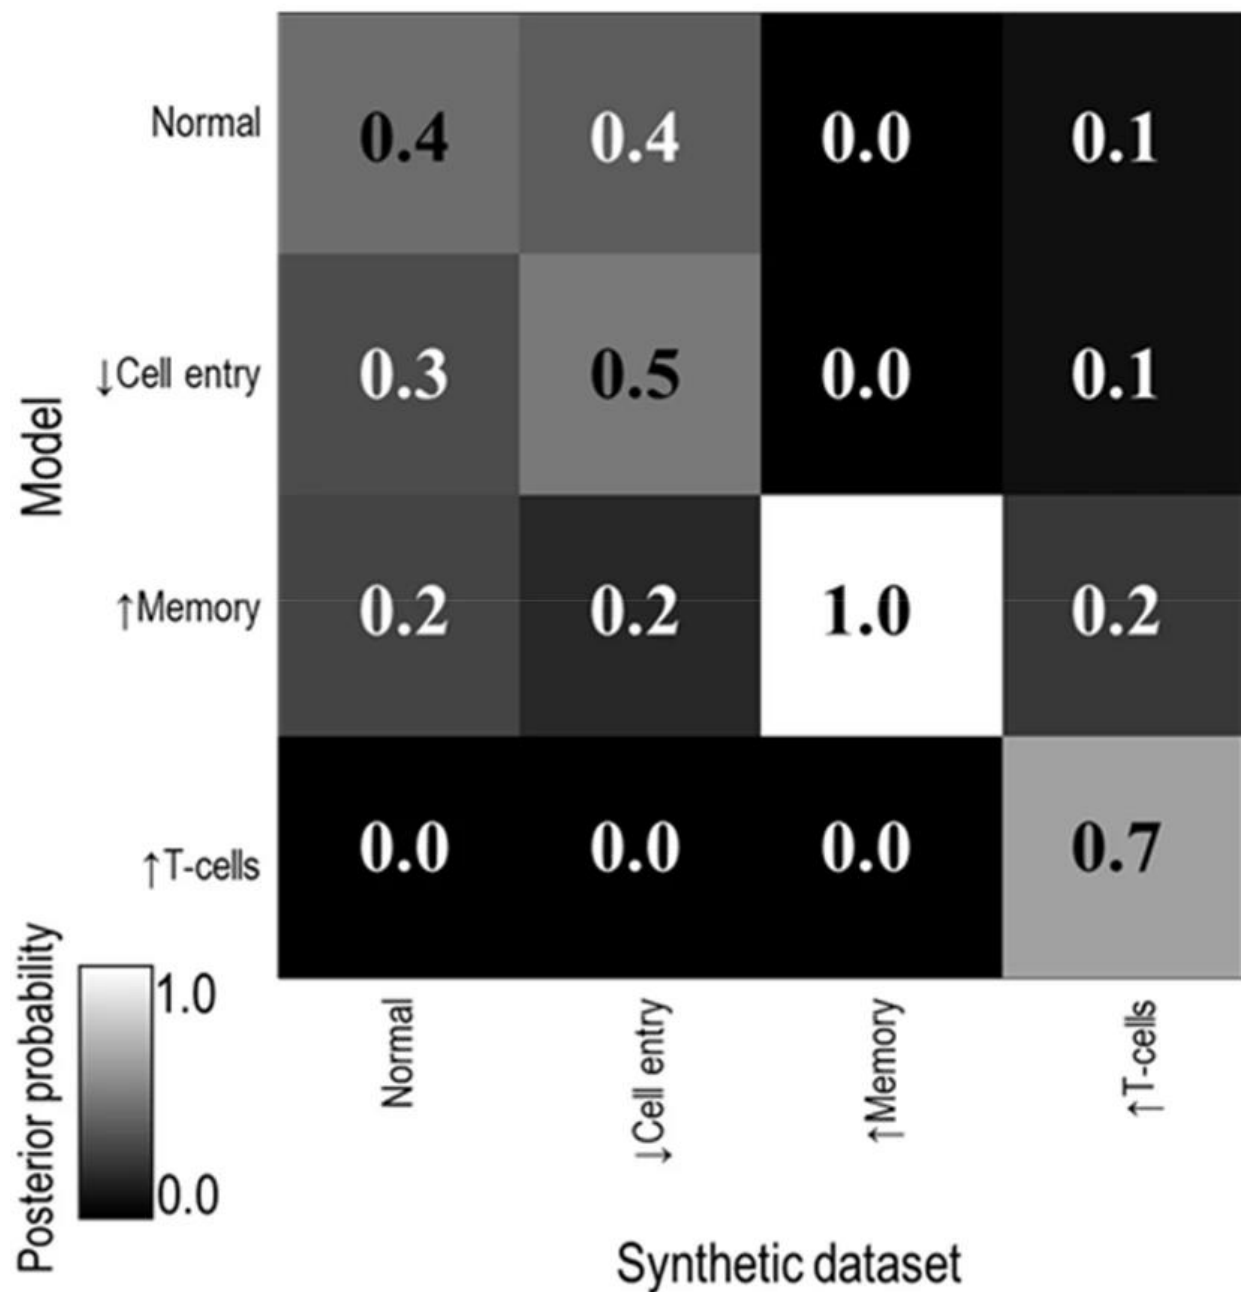 Normal 0.4 0.4 0.0 0.1
↓Cell entry 0.3 0.5 0.0 0.1
↑Memory 0.2 0.2 1.0 0.2
↑T-cells 0.0 0.0 0.0 0.7
Model
Posterior probability
1.0
0.0
Normal
↓Cell entry
↑Memory
↑T-cells
Synthetic dataset